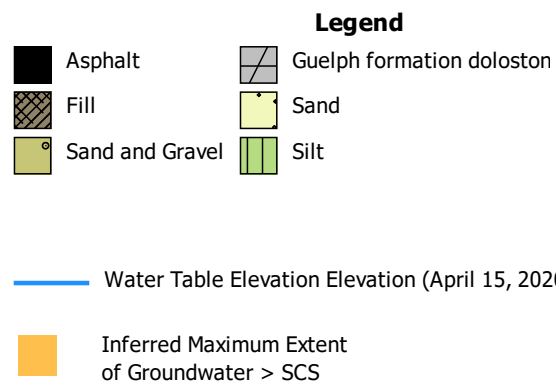 Legend
Asphalt
Guelph formation doloston
Fill
Sand
Sand and Gravel
Silt
Water Table Elevation Elevation (April 15, 2020
Inferred Maximum Extent
of Groundwater > SCS